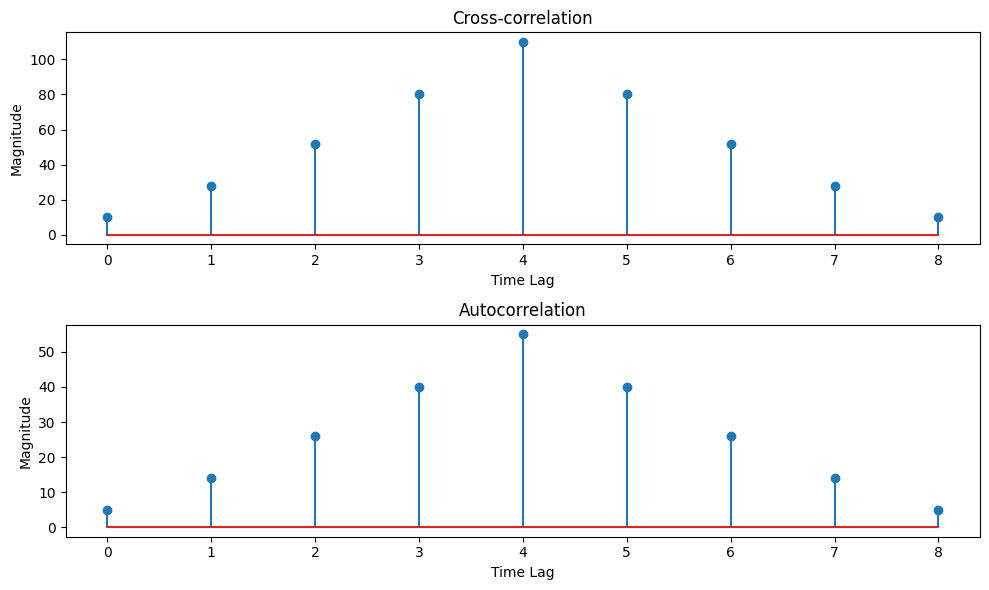 Cross-correlation
100
80
60
40
20
0
Magnitude
0 1 2 3 4 5 6 7 8
Time Lag
Autocorrelation
50
40
30
20
10
0
Magnitude
0 1 2 3 4 5 6 7 8
Time Lag